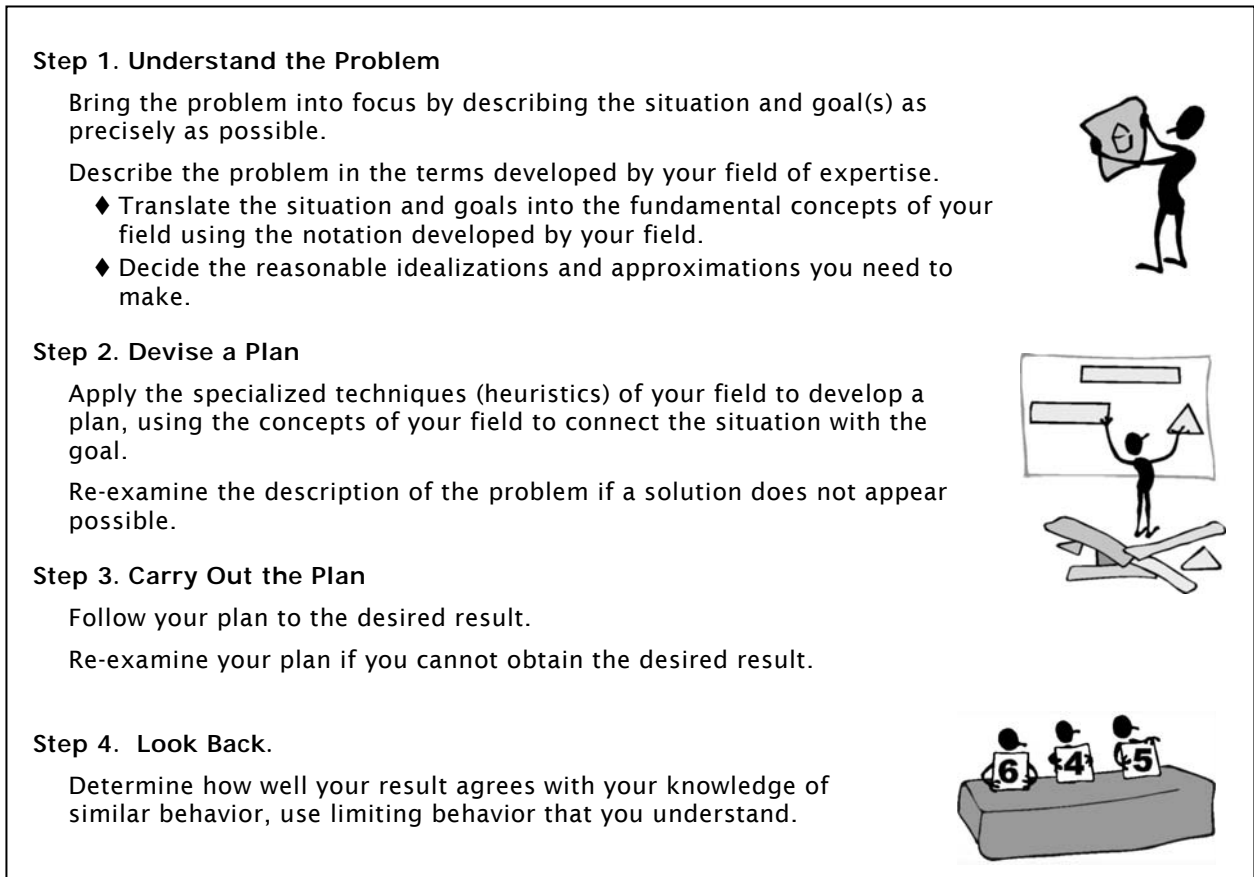 Step 1. Understand the Problem
Bring the problem into focus by describing the situation and goal(s) as
precisely as possible.
Describe the problem in the terms developed by your field of expertise.
♦ Translate the situation and goals into the fundamental concepts of your
field using the notation developed by your field.
♦ Decide the reasonable idealizations and approximations you need to
make.
Step 2. Devise a Plan
Apply the specialized techniques (heuristics) of your field to develop a
plan, using the concepts of your field to connect the situation with the
goal.
Re-examine the description of the problem if a solution does not appear
possible.
Step 3. Carry Out the Plan
Follow your plan to the desired result.
Re-examine your plan if you cannot obtain the desired result.
Step 4. Look Back.
Determine how well your result agrees with your knowledge of
similar behavior, use limiting behavior that you understand.
6 4 5